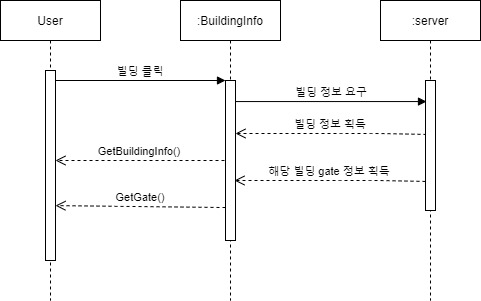 User
:BuildingInfo
:server
빌딩 클릭
빌딩 정보 요구
빌딩 정보 획득
GetBuildingInfo()
해당 빌딩 gate 정보 획득
GetGate()